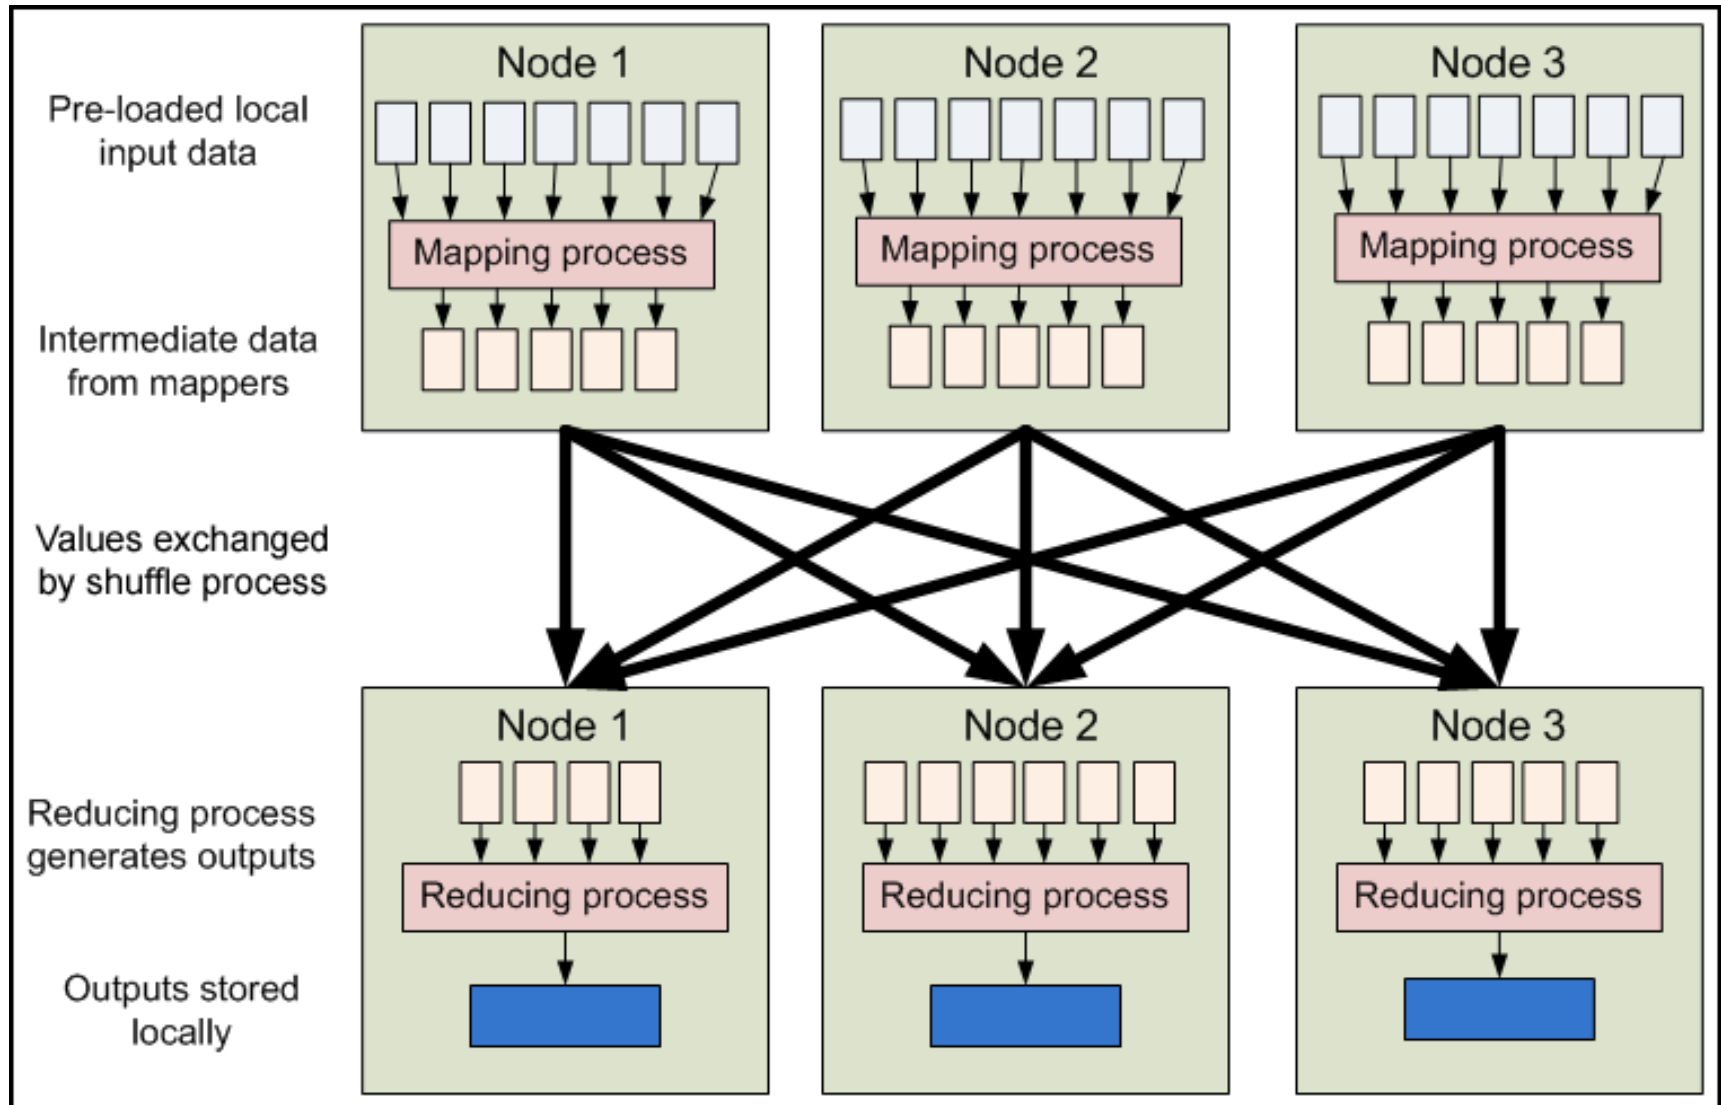 Node 1
Node 2
Node 3
Pre-loaded local
input data
Mapping process
Mapping process
Mapping process
Intermediate data
from mappers
Values exchanged
by shuffle process
Node 1
Node 2
Node 3
Reducing process
generates outputs
Reducing process
Reducing process
Reducing process
Outputs stored
locally